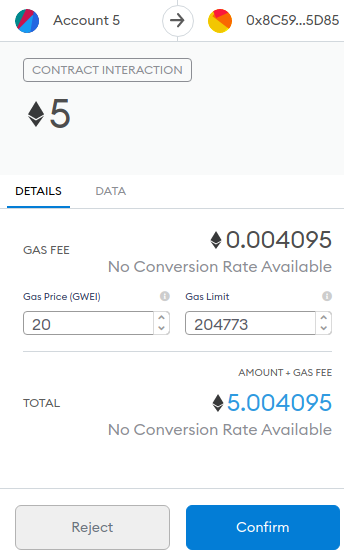 Account 5
0x8C59...5D85
CONTRACT INTERACTION
5
DETAILS
DATA
GAS FEE
0.004095
No Conversion Rate Available
Gas Price (GWEI)
Gas Limit
20
204773
AMOUNT + GAS FEE
TOTAL
5.004095
No Conversion Rate Available
Reject
Confirm